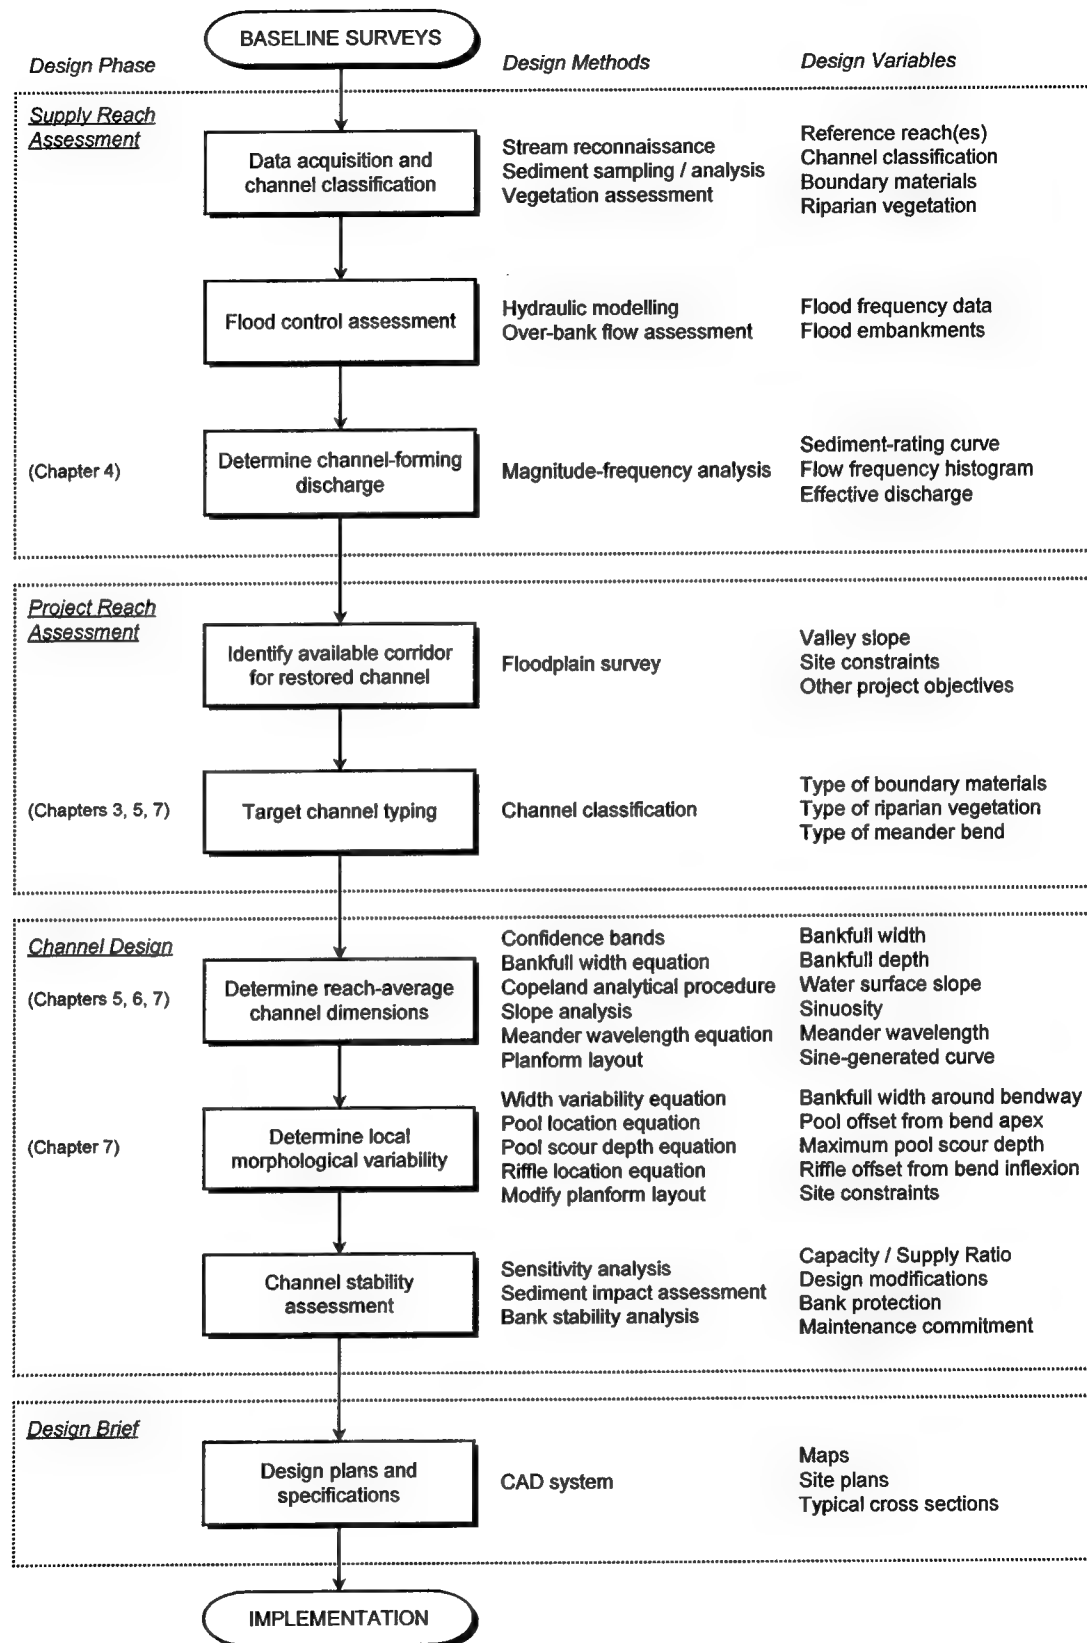 BASELINE SURVEYS
Design Phase
Design Methods
Design Variables
Supply Reach
Assessment
Data acquisition and
channel classification
Stream reconnaissance
Sediment sampling / analysis
Vegetation assessment
Reference reach(es)
Channel classification
Boundary materials
Riparian vegetation
Flood control assessment
Hydraulic modelling
Over-bank flow assessment
Flood frequency data
Flood embankments
(Chapter 4)
Determine channel-forming
discharge
Magnitude-frequency analysis
Sediment-rating curve
Flow frequency histogram
Effective discharge
Project Reach
Assessment
Identify available corridor
for restored channel
Floodplain survey
Valley slope
Site constraints
Other project objectives
(Chapters 3, 5, 7)
Target channel typing
Channel classification
Type of boundary materials
Type of riparian vegetation
Type of meander bend
Channel Design
(Chapters 5, 6, 7)
Determine reach-average
channel dimensions
Confidence bands
Bankfull width equation
Copeland analytical procedure
Slope analysis
Meander wavelength equation
Planform layout
Bankfull width
Bankfull depth
Water surface slope
Sinuosity
Meander wavelength
Sine-generated curve
(Chapter 7)
Determine local
morphological variability
Width variability equation
Pool location equation
Pool scour depth equation
Riffle location equation
Modify planform layout
Bankfull width around bendway
Pool offset from bend apex
Maximum pool scour depth
Riffle offset from bend inflexion
Site constraints
Channel stability
assessment
Sensitivity analysis
Sediment impact assessment
Bank stability analysis
Capacity / Supply Ratio
Design modifications
Bank protection
Maintenance commitment
Design Brief
Design plans and
specifications
CAD system
Maps
Site plans
Typical cross sections
IMPLEMENTATION